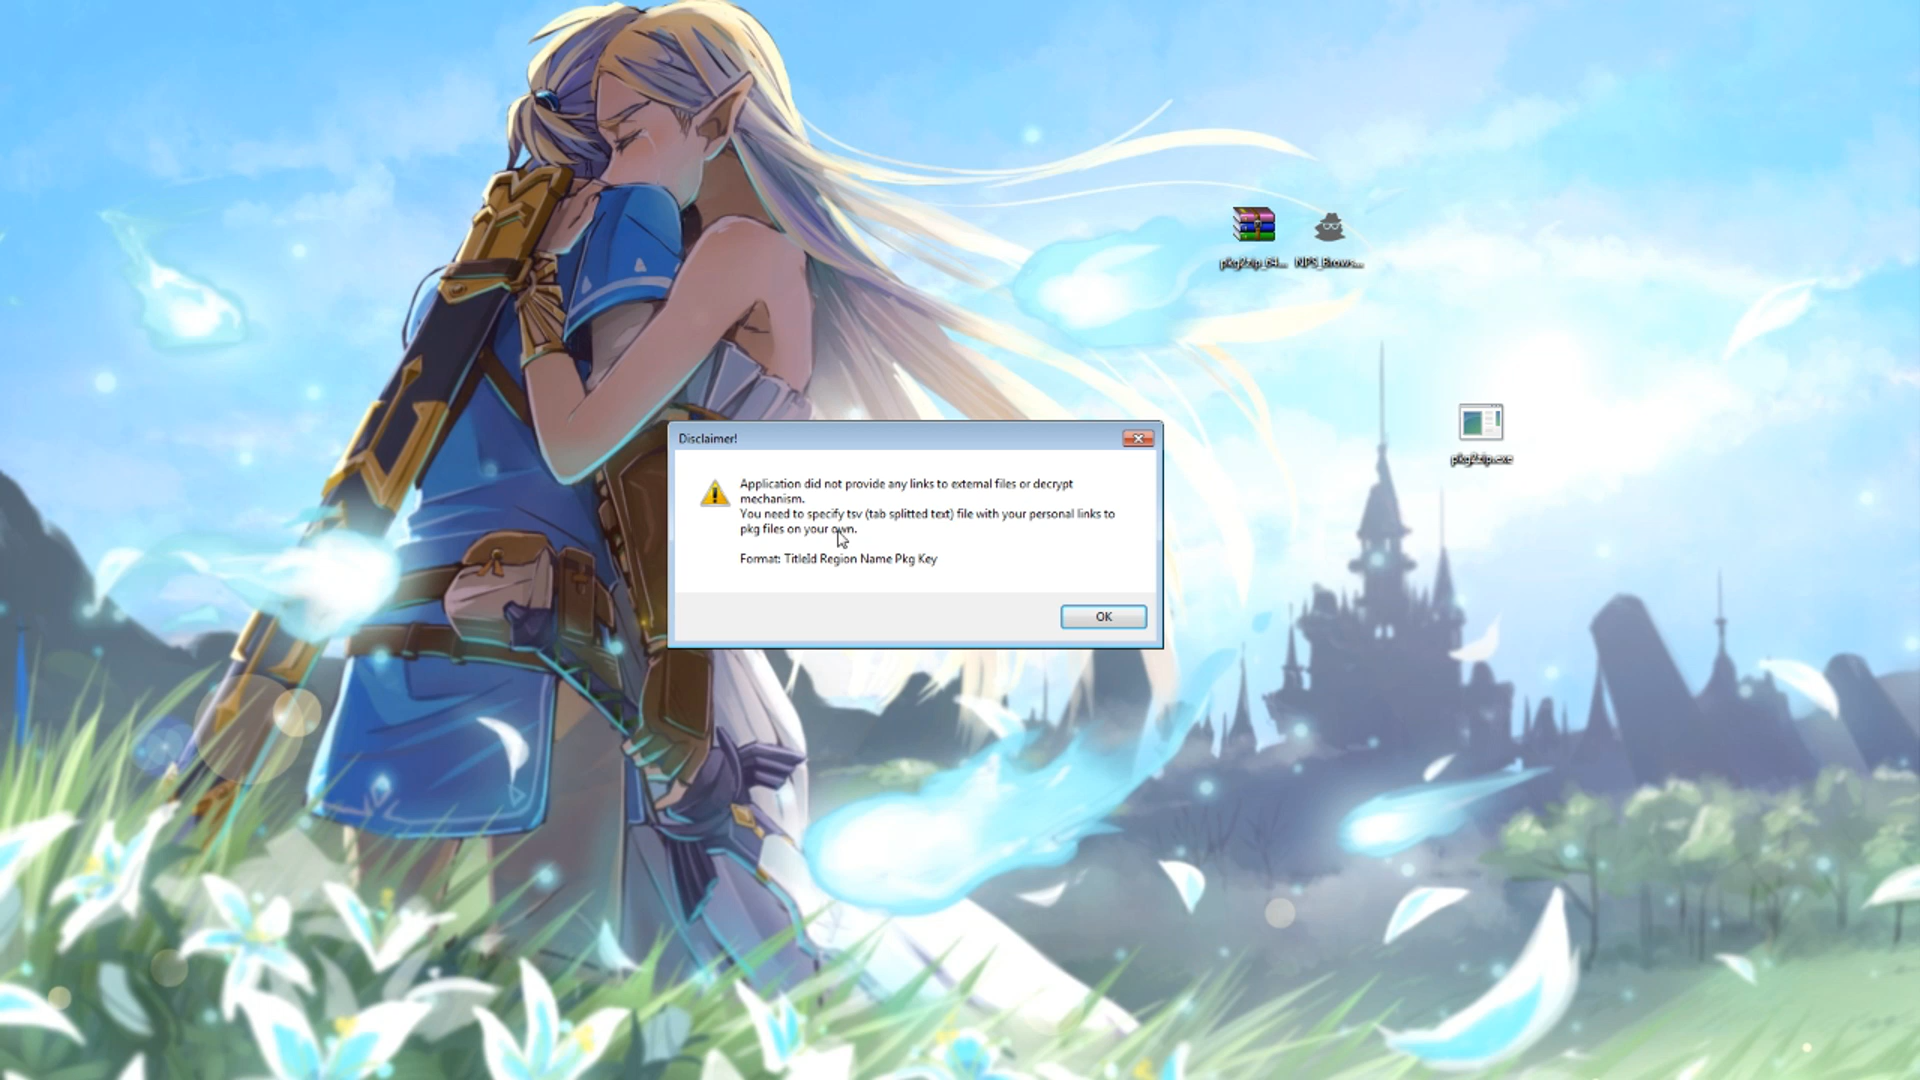 pkg2zip_64... NPS_Brows...
Disclaimer!
pkg2zip.exe
Application did not provide any links to external files or decrypt
mechanism.
You need to specify tsv (tab splitted text) file with your personal links to
pkg files on your own.
Format: TitleId Region Name Pkg Key
OK